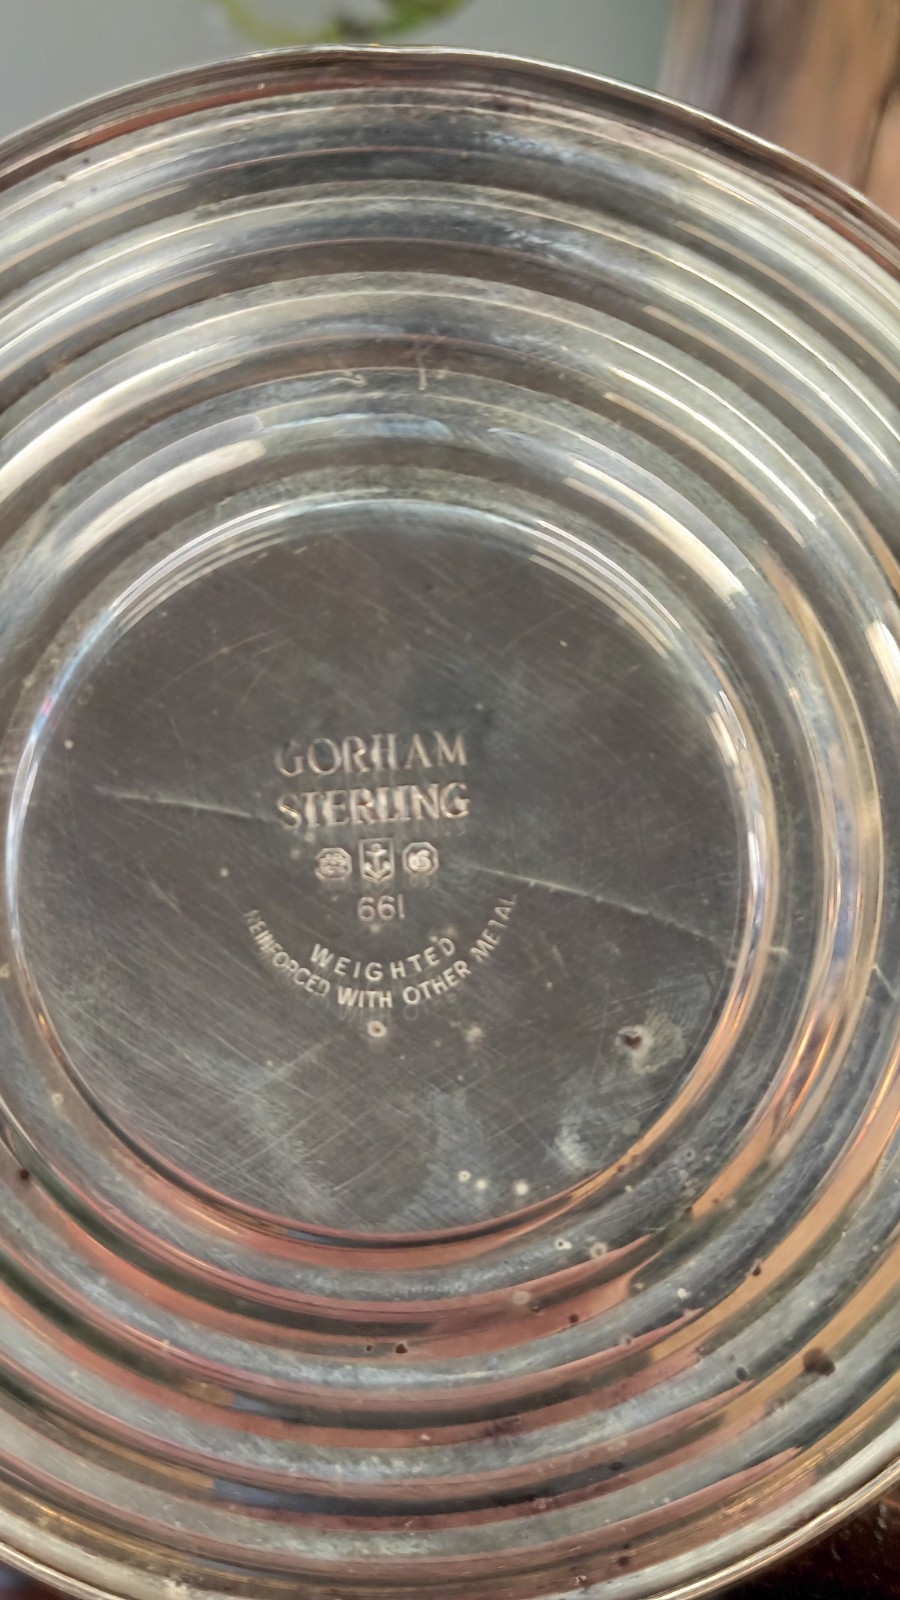 GORHAM
STERLING
661
WEIGHTED
REINFORCED WITH OTHER METAL